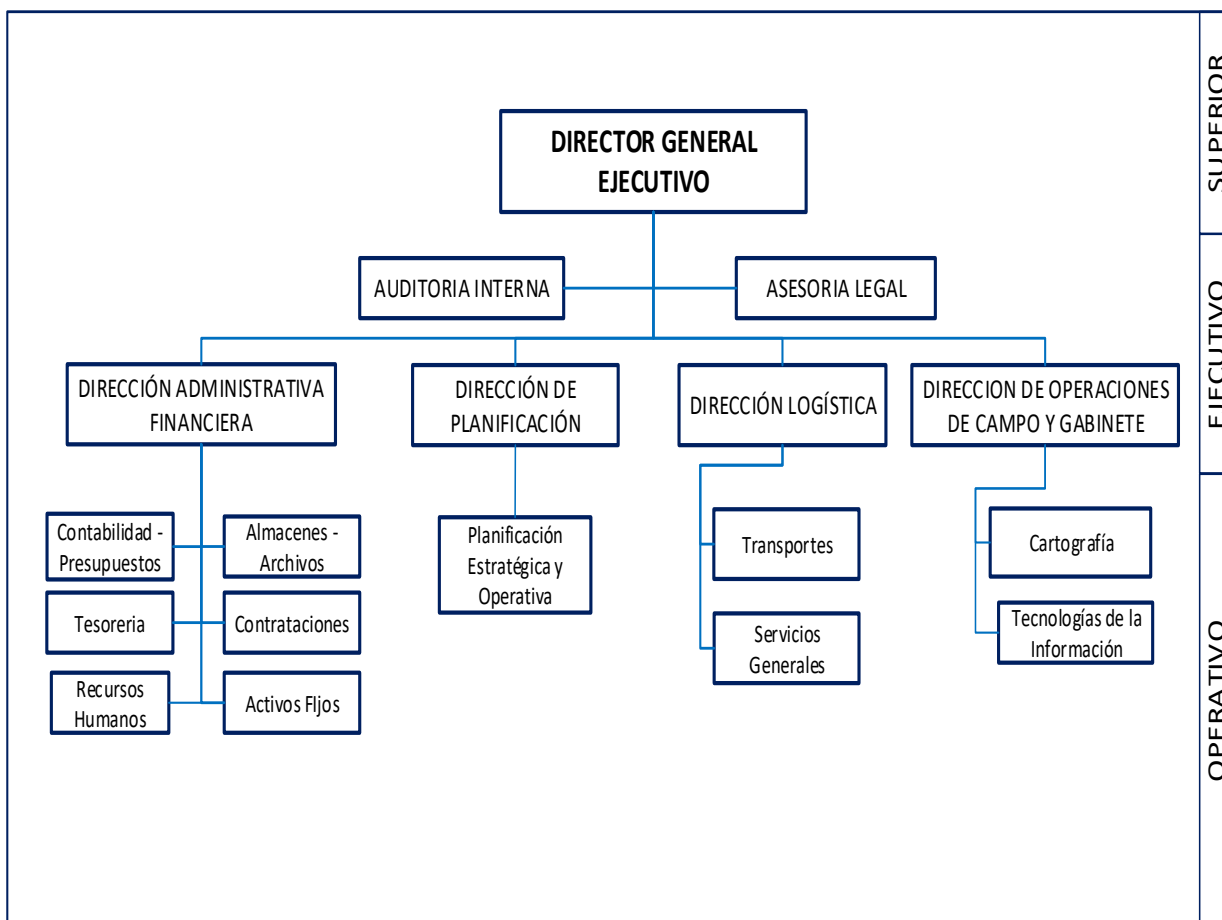 DIRECTOR GENERAL
EJECUTIVO
AUDITORIA INTERNA
ASESORIA LEGAL
DIRECCIÓN ADMINISTRATIVA
FINANCIERA
DIRECCIÓN DE
PLANIFICACIÓN
DIRECCIÓN LOGÍSTICA
DIRECCION DE OPERACIONES
DE CAMPO Y GABINETE
Contabilidad -
Presupuestos
Almacenes -
Archivos
Tesoreria
Contrataciones
Recursos
Humanos
Activos FIjos
Planificación
Estratégica y
Operativa
Transportes
Servicios
Generales
Cartografía
Tecnologías de la
Información
SUPERIOR
EJECUTIVO
OPERATIVO